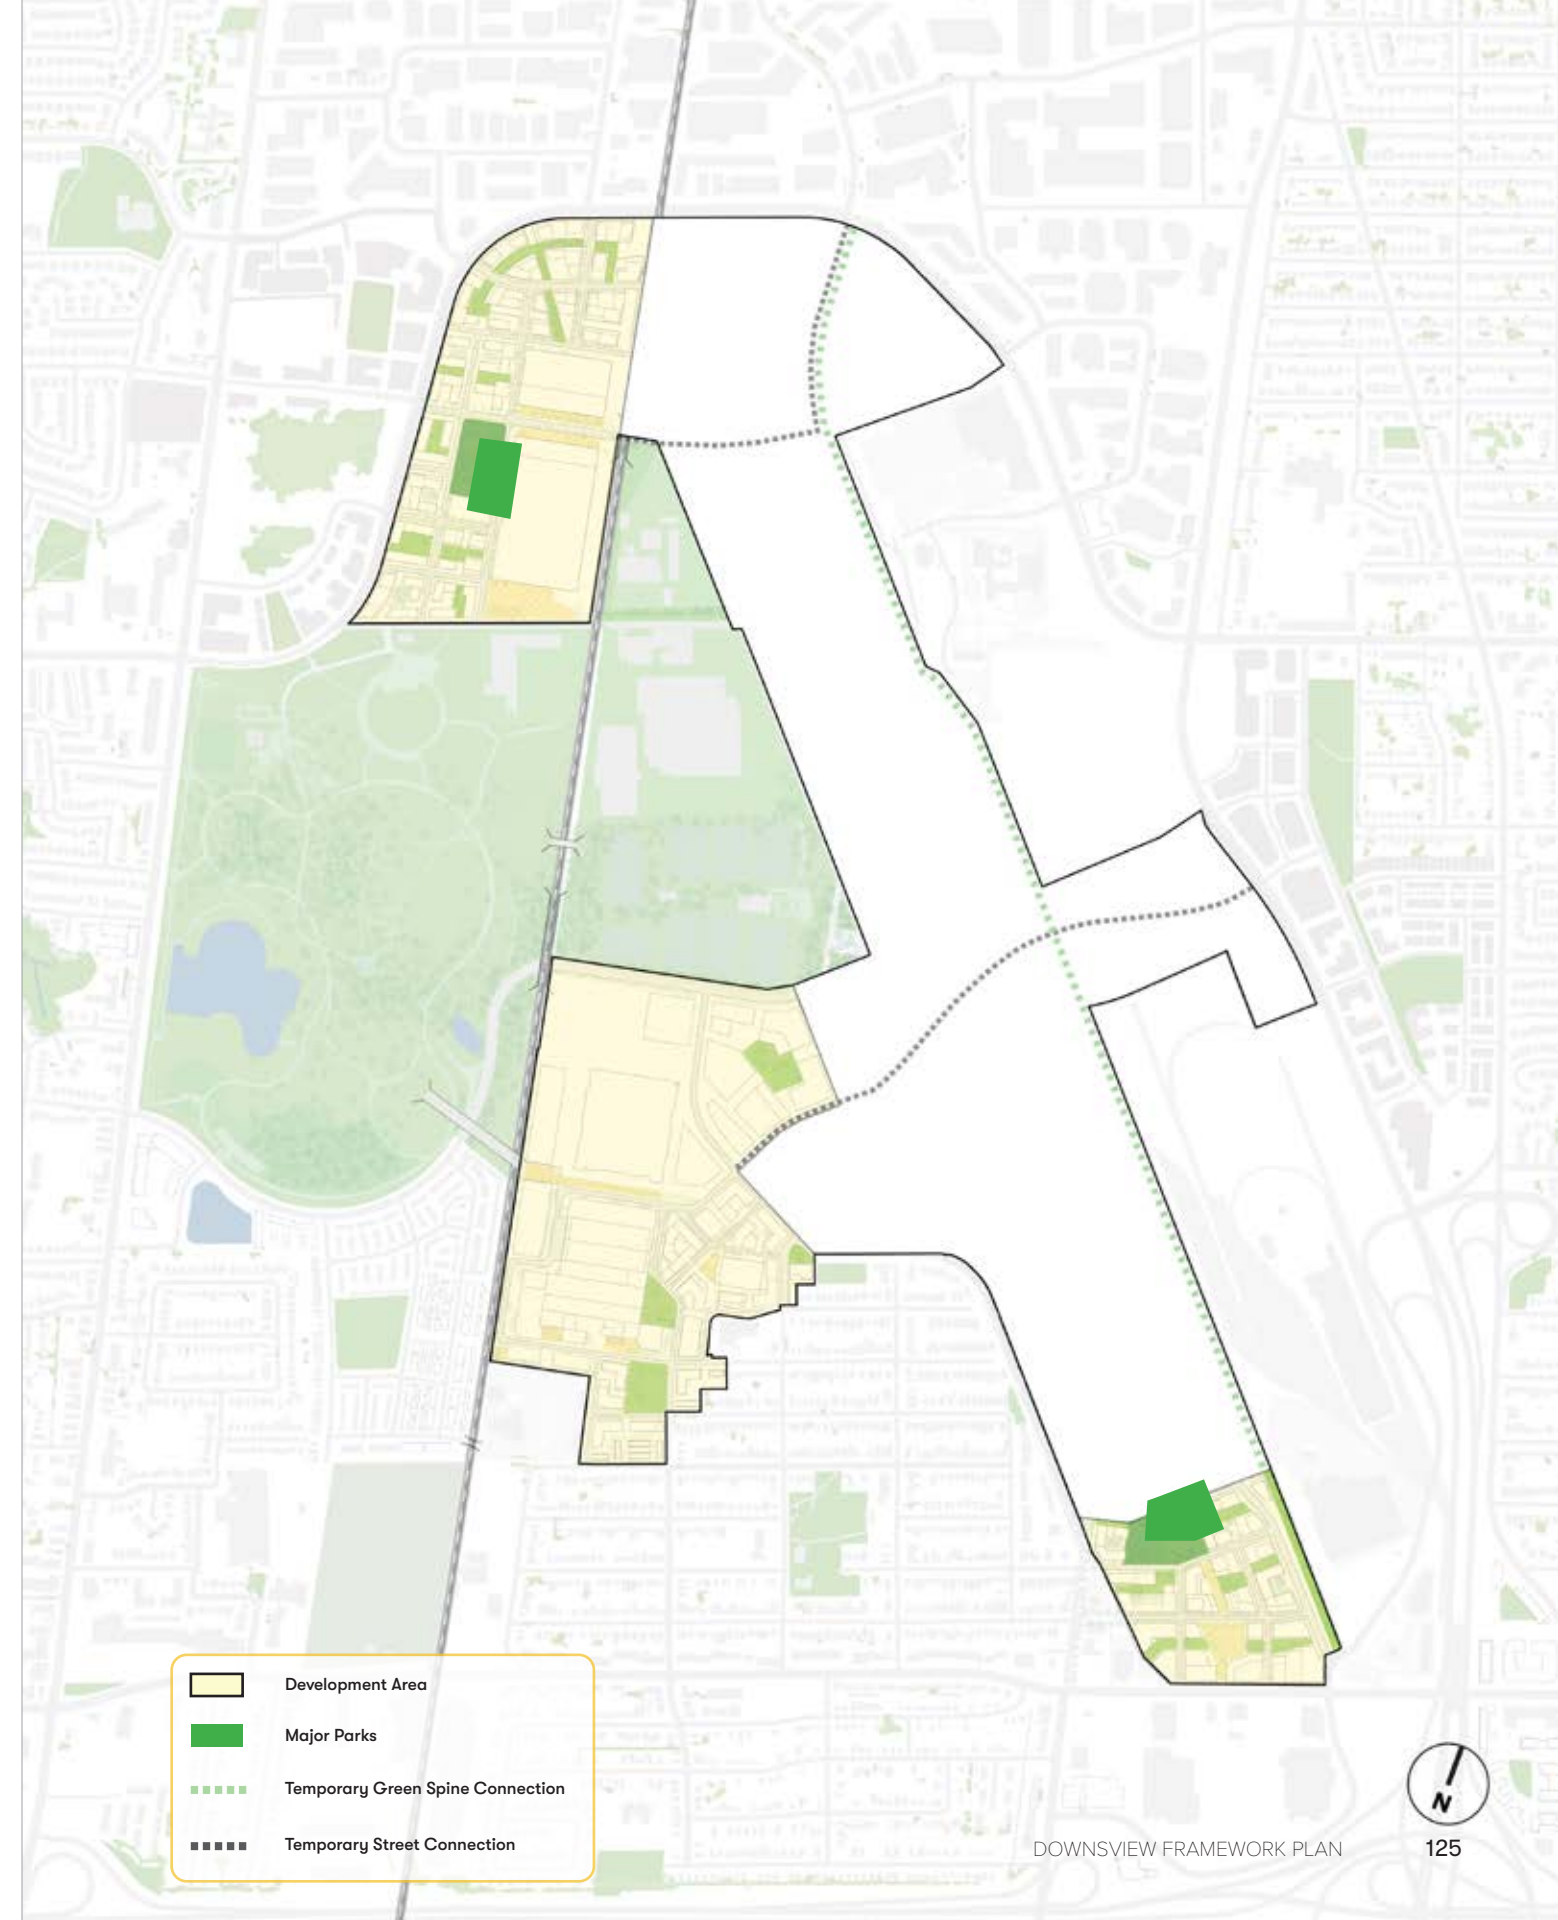 Development Area
Major Parks
Temporary Green Spine Connection
Temporary Street Connection
N
DOWNSVIEW FRAMEWORK PLAN
125